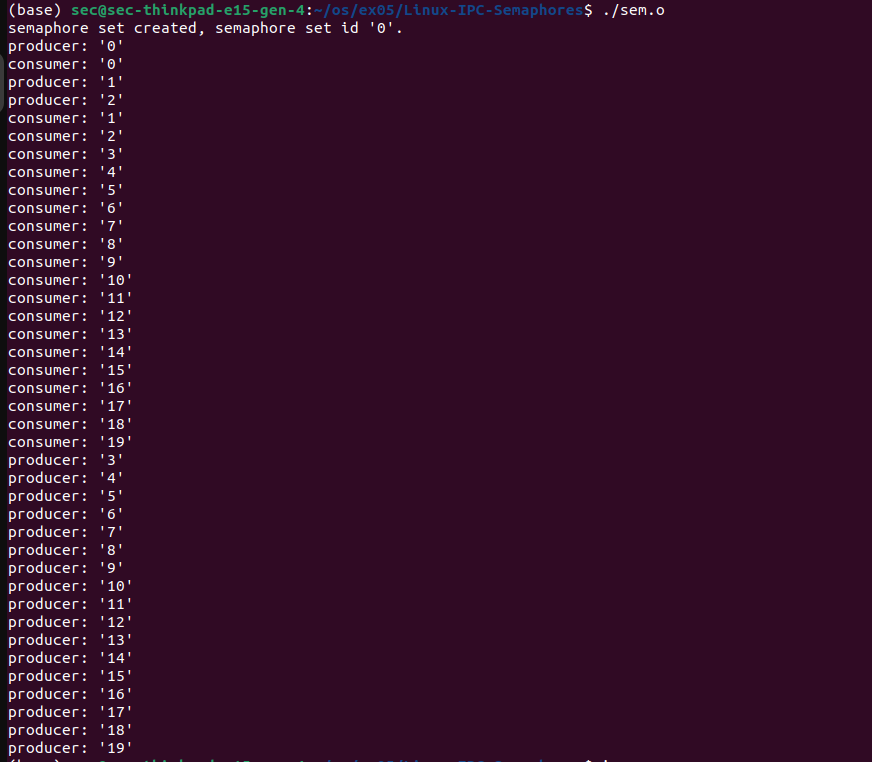 (base) sec@sec-thinkpad-e15-gen-4:~/os/ex05/Linux-IPC-Semaphores$ ./sem.o
semaphore set created, semaphore set id '0'.
producer: '0'
consumer: '0'
producer: '1'
producer: '2'
consumer: '1'
consumer: '2'
consumer: '3'
consumer: '4'
consumer: '5'
consumer: '6'
consumer: '7'
consumer: '8'
consumer: '9'
consumer: '10'
consumer: '11'
consumer: '12'
consumer: '13'
consumer: '14'
consumer: '15'
consumer: '16'
consumer: '17'
consumer: '18'
consumer: '19'
producer: '3'
producer: '4'
producer: '5'
producer: '6'
producer: '7'
producer: '8'
producer: '9'
producer: '10'
producer: '11'
producer: '12'
producer: '13'
producer: '14'
producer: '15'
producer: '16'
producer: '17'
producer: '18'
producer: '19'